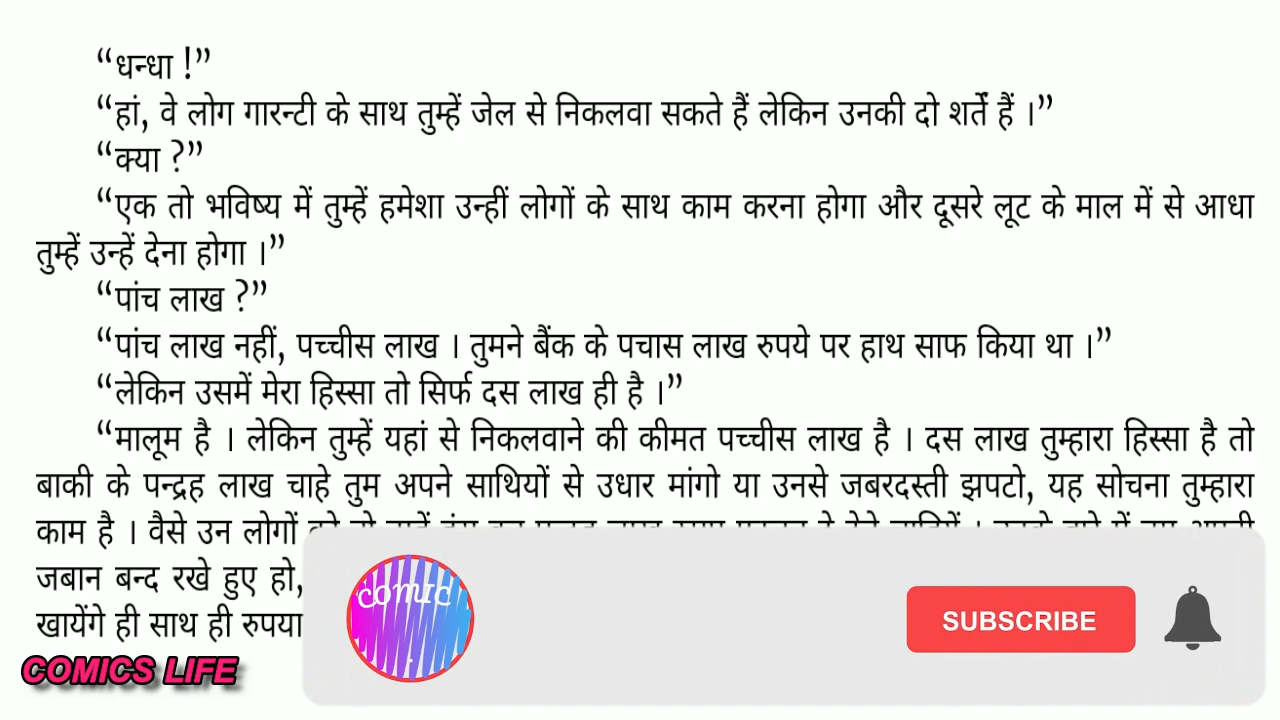 “धन्धा !”
“हां, वे लोग गारन्टी के साथ तुम्हें जेल से निकलवा सकते हैं लेकिन उनकी दो शर्तें हैं ।”
“क्या ?”
“एक तो भविष्य में तुम्हें हमेशा उन्हीं लोगों के साथ काम करना होगा और दूसरे लूट के माल में से आधा
तुम्हें उन्हें देना होगा ।”
“पांच लाख ?”
“पांच लाख नहीं, पच्चीस लाख । तुमने बैंक के पचास लाख रुपये पर हाथ साफ किया था ।”
“लेकिन उसमें मेरा हिस्सा तो सिर्फ दस लाख ही है ।”
“मालूम है । लेकिन तुम्हें यहां से निकलवाने की कीमत पच्चीस लाख है । दस लाख तुम्हारा हिस्सा है तो
बाकी के पन्द्रह लाख चाहे तुम अपने साथियों से उधार मांगो या उनसे जबरदस्ती झपटो, यह सोचना तुम्हारा
काम है । वैसे उन लोगों
जबान बन्द रखे हुए हो,
खायेंगे ही साथ ही रुपया
comic
SUBSCRIBE
COMICS LIFE